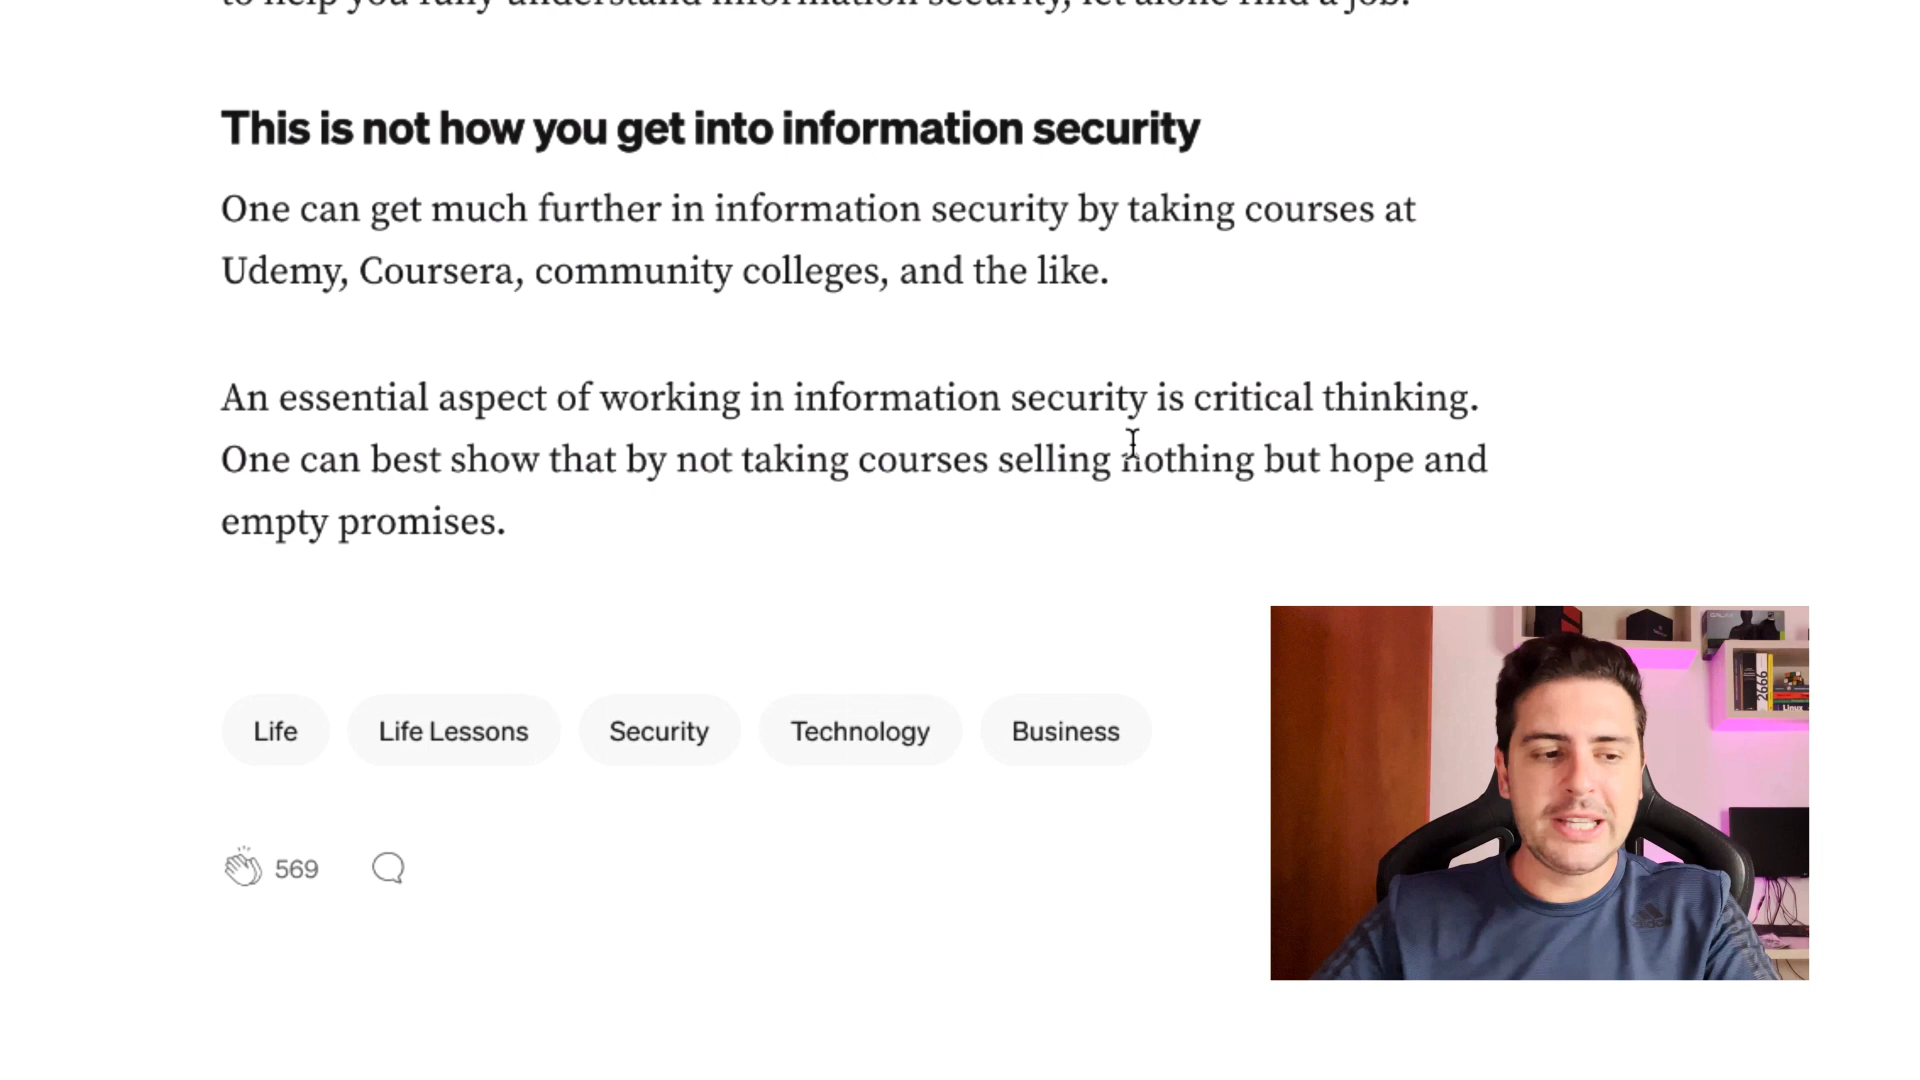 to help you fully understand information security, let alone find a job.
This is not how you get into information security
One can get much further in information security by taking courses at
Udemy, Coursera, community colleges, and the like.
An essential aspect of working in information security is critical thinking.
One can best show that by not taking courses selling nothing but hope and
empty promises.
Life
Life Lessons
Security
Technology
Business
569
2666
Linux
adidas